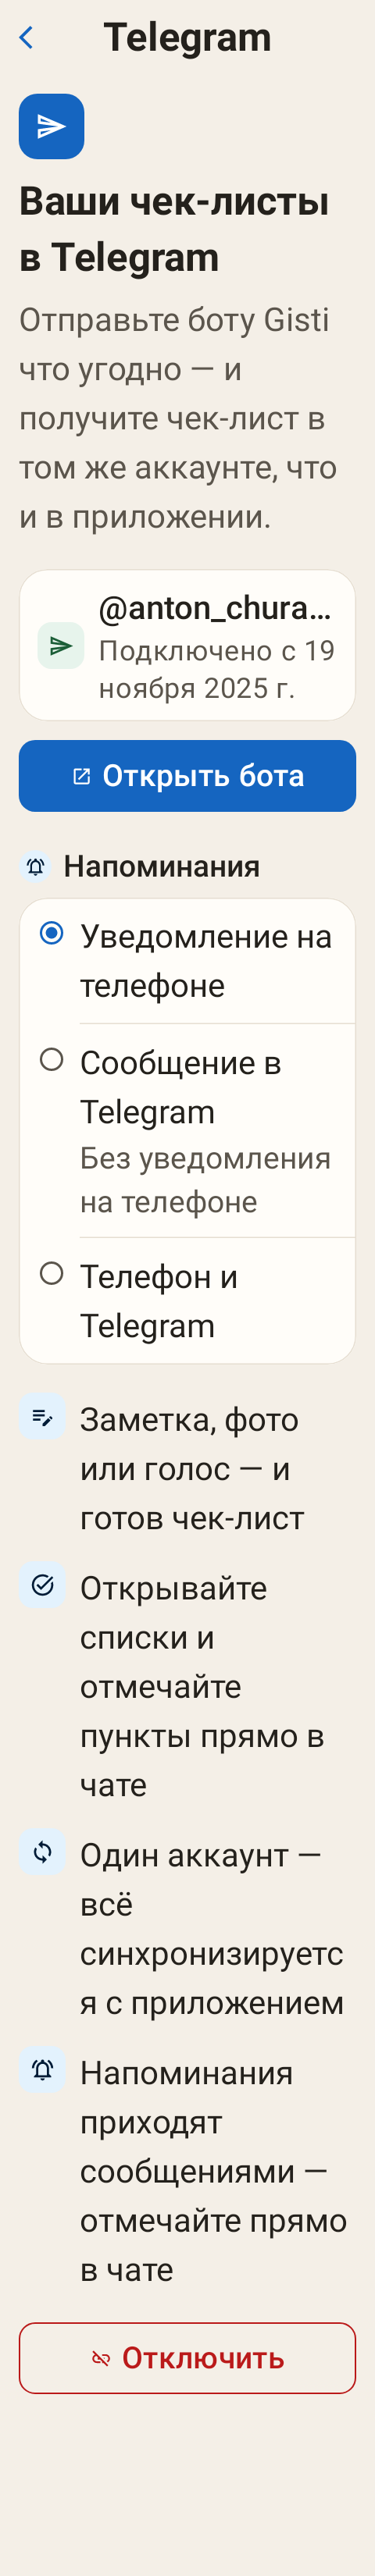 Telegram
Ваши чек-листы
в Telegram
Отправьте боту Gisti
что угодно — и
получите чек-лист в
том же аккаунте, что
и в приложении.
@anton_chura…
Подключено с 19
ноября 2025 г.
Открыть бота
Напоминания
Уведомление на
телефоне
Сообщение в
Telegram
Без уведомления
на телефоне
Телефон и
Telegram
Заметка, фото
или голос — и
готов чек-лист
Открывайте
списки и
отмечайте
пункты прямо в
чате
Один аккаунт —
всё
синхронизируетс
я с приложением
Напоминания
приходят
сообщениями —
отмечайте прямо
в чате
Отключить